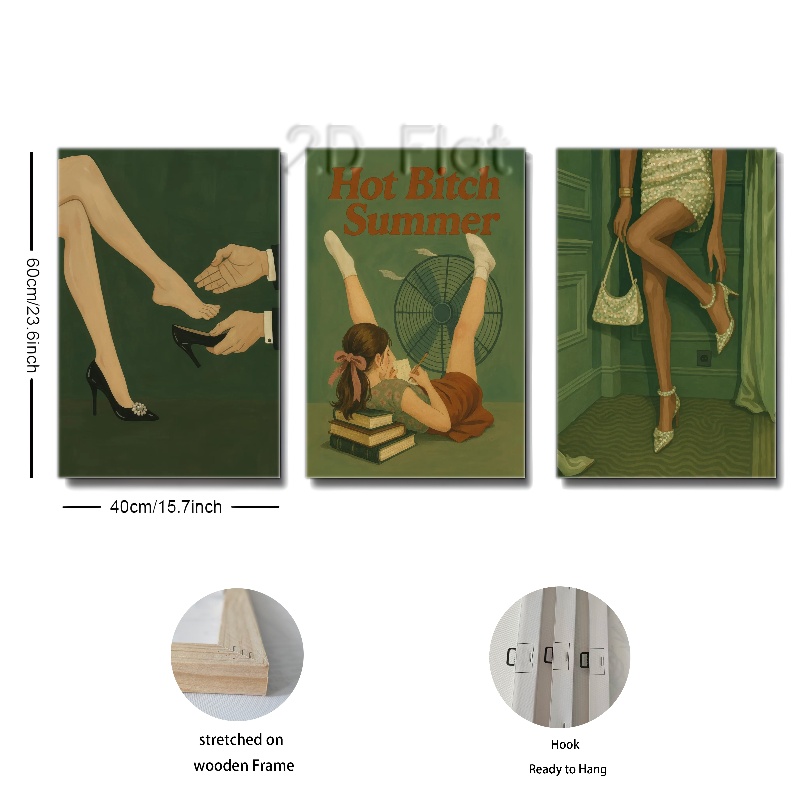 2D Flat
Hot Bitch
Summer
60cm/23.6inch
40cm/15.7inch
stretched on
wooden Frame
Hook
Ready to Hang